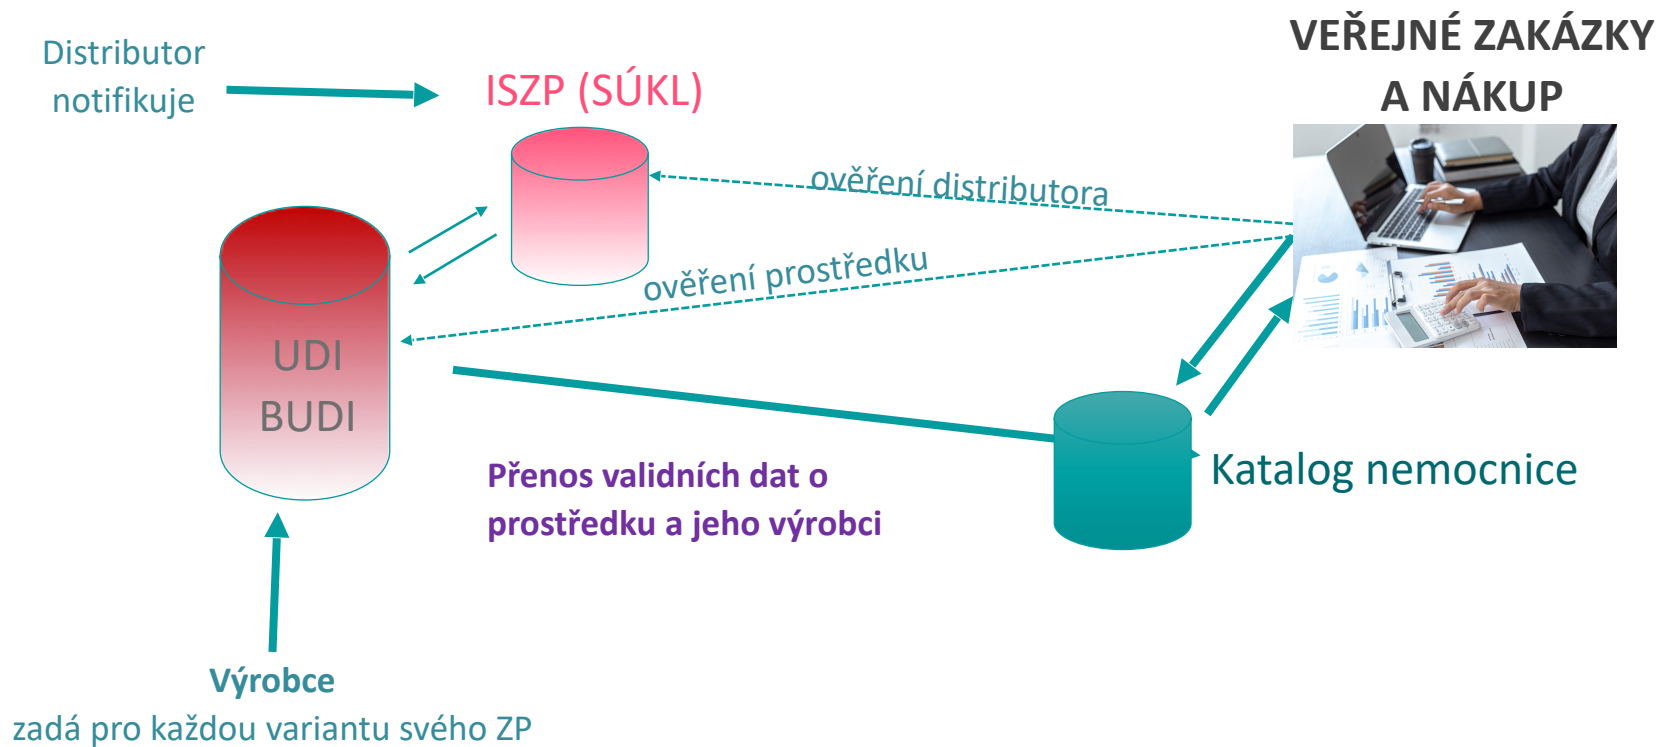 VEŘEJNÉ ZAKÁZKY
A NÁKUP
Distributor
notifikuje
ISZP (SÚKL)
ověření distributora
ověření prostředku
UDI
BUDI
Přenos validních dat o
prostředku a jeho výrobci
Katalog nemocnice
Výrobce
zadá pro každou variantu svého ZP